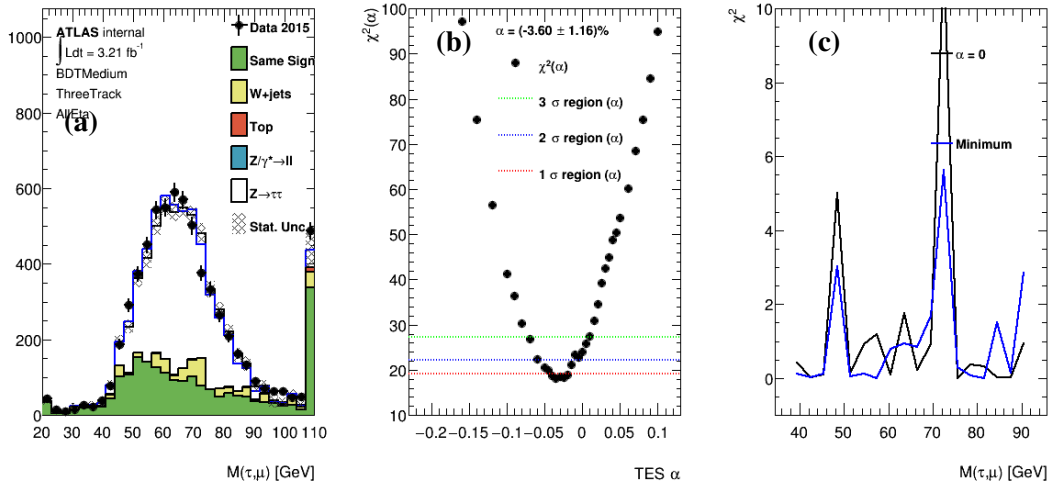 ATLAS internal
∫ Ldt = 3.21 fb⁻¹
BDTMedium
ThreeTrack
AllEta
(a)
Data 2015
Same Sign
W+jets
Top
Z/γ*→ll
Z→ττ
Stat. Unc.
1000
800
600
400
200
0
20 30 40 50 60 70 80 90 100 110
M(τ,μ) [GeV]
χ²(α)
(b)
α = (-3.60 ± 1.16)%
χ²(α)
3 σ region (α)
2 σ region (α)
1 σ region (α)
100
90
80
70
60
50
40
30
20
10
−0.2 −0.15 −0.1 −0.05 0 0.05 0.1
TES α
χ²
(c)
α = 0
Minimum
10
8
6
4
2
0
40 50 60 70 80 90
M(τ,μ) [GeV]